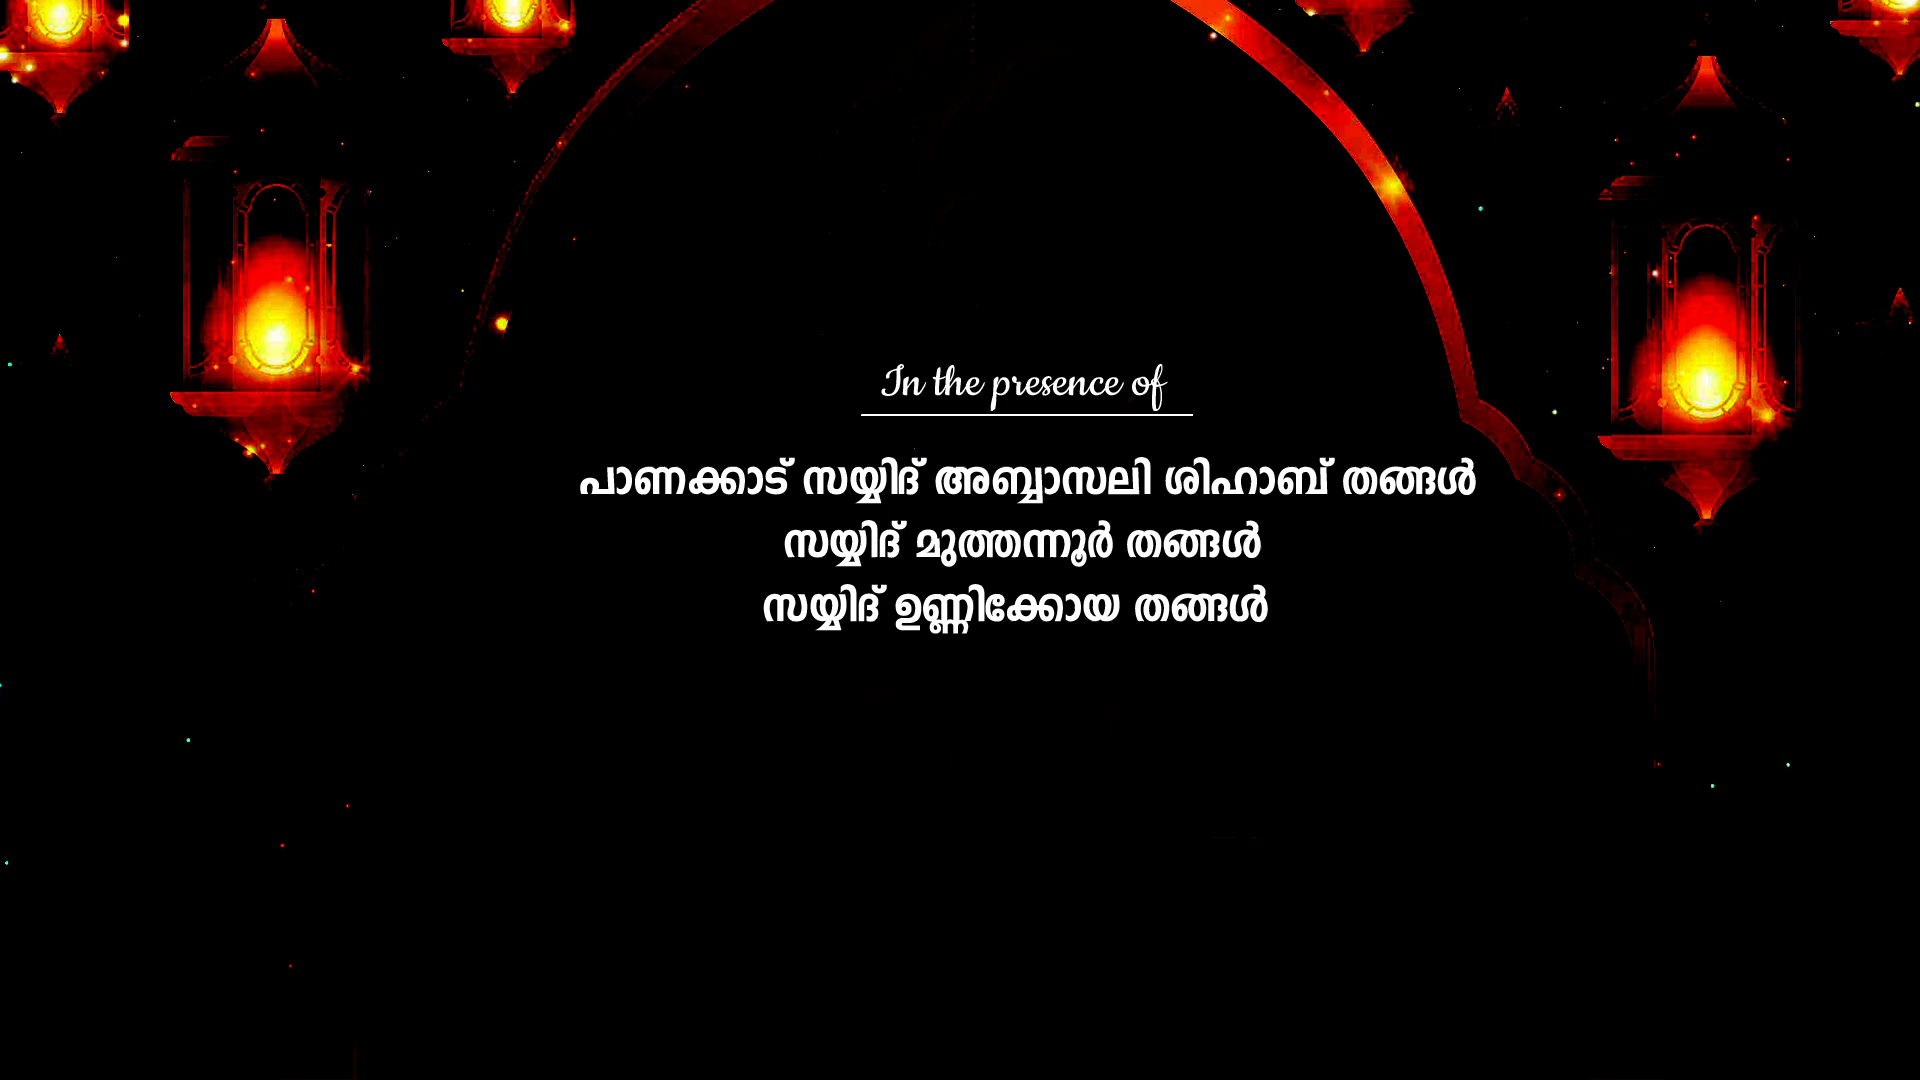 In the presence of
പാണക്കാട് സയ്യിദ് അബ്ബാസലി ശിഹാബ് തങ്ങൾ
സയ്യിദ് മുത്തന്നൂർ തങ്ങൾ
സയ്യിദ് ഉണ്ണിക്കോയ തങ്ങൾ